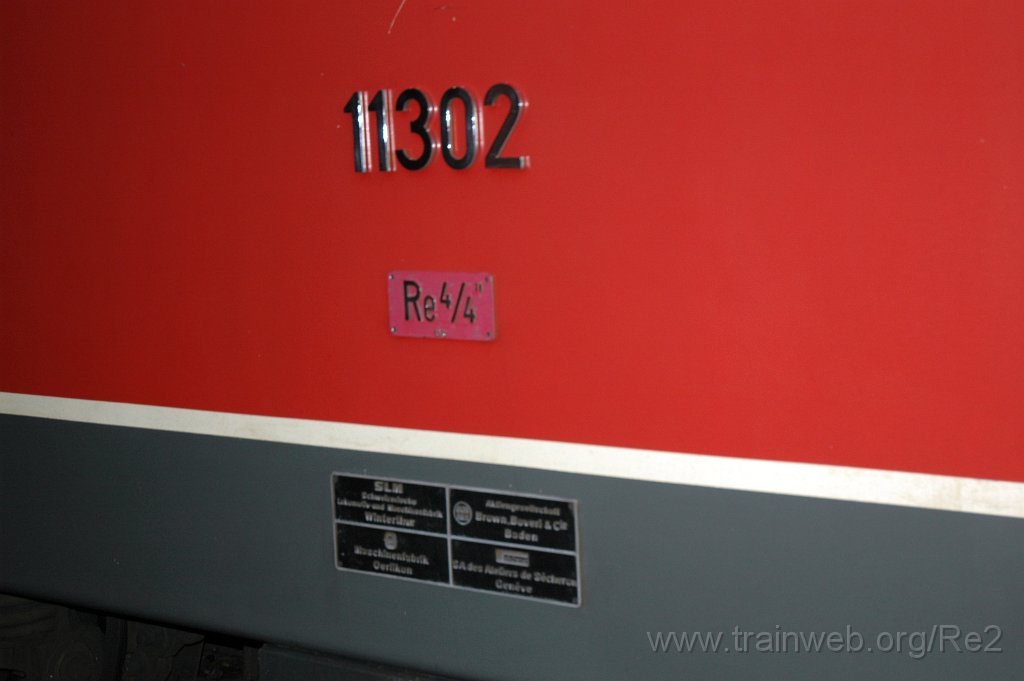 11302
Re 4/4 II
SLM
Schweizerische
Lokomotiv-und Maschinenfabrik
Winterthur
Aktiengesellschaft
Brown, Boveri & Cie
Baden
Maschinenfabrik
Oerlikon
SA des Ateliers de Sécheron
Genève
www.trainweb.org/Re2